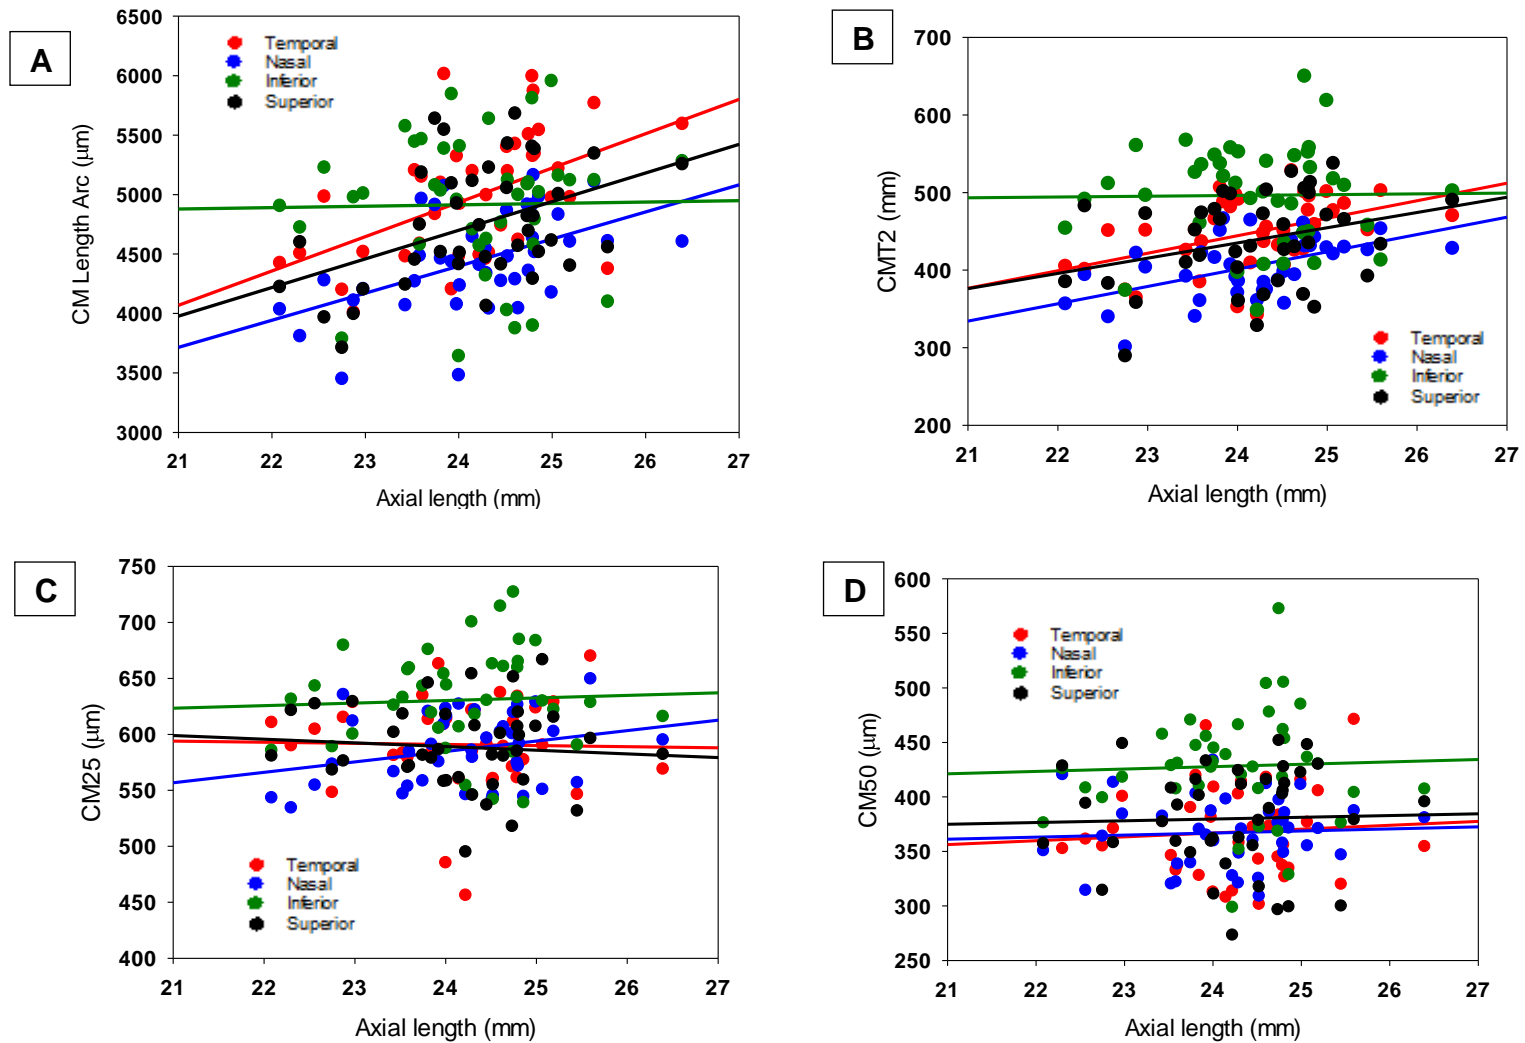 A
6500
6000
5500
5000
4500
4000
3500
3000
CM Length Arc (µm)
Temporal
Nasal
Inferior
Superior
21 22 23 24 25 26 27
Axial length (mm)
B
700
600
500
400
300
200
CMT2 (mm)
Temporal
Nasal
Inferior
Superior
21 22 23 24 25 26 27
Axial length (mm)
C
750
700
650
600
550
500
450
400
CM25 (µm)
Temporal
Nasal
Inferior
Superior
21 22 23 24 25 26 27
Axial length (mm)
D
600
550
500
450
400
350
300
250
CM50 (µm)
Temporal
Nasal
Inferior
Superior
21 22 23 24 25 26 27
Axial length (mm)